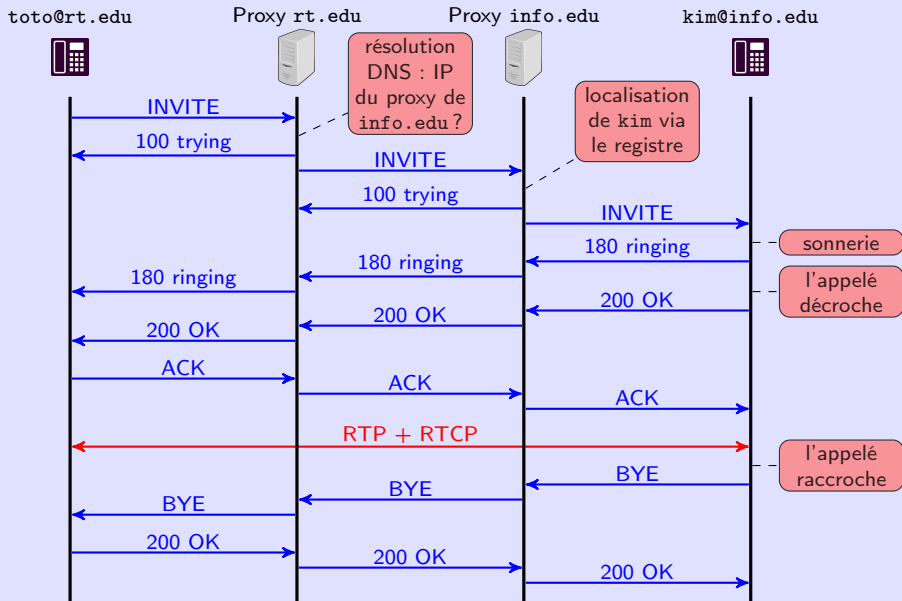 toto@rt.edu
Proxy rt.edu
Proxy info.edu
kim@info.edu
résolution
DNS : IP
du proxy de
info.edu ?
localisation
de kim via
le registre
INVITE
100 trying
INVITE
100 trying
INVITE
sonnerie
180 ringing
180 ringing
180 ringing
l'appelé
décroche
200 OK
200 OK
200 OK
ACK
ACK
ACK
RTP + RTCP
l'appelé
raccroche
BYE
BYE
BYE
200 OK
200 OK
200 OK